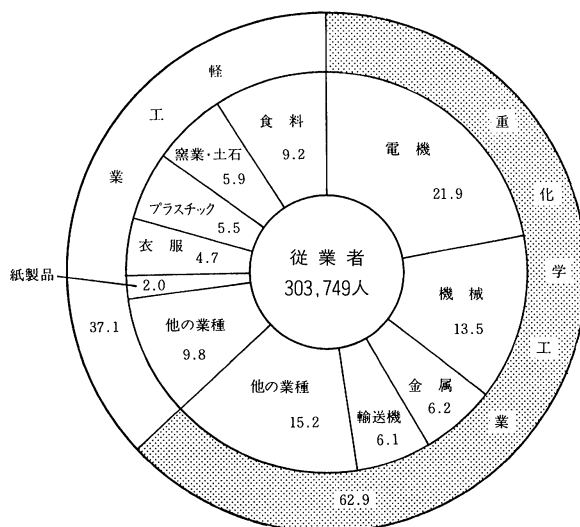 従業者
303,749人
重化学工業
62.9
電機
21.9
機械
13.5
金属
6.2
輸送機
6.1
他の業種
15.2
軽工業
37.1
食料
9.2
窯業・土石
5.9
プラスチック
5.5
衣服
4.7
紙製品
2.0
他の業種
9.8